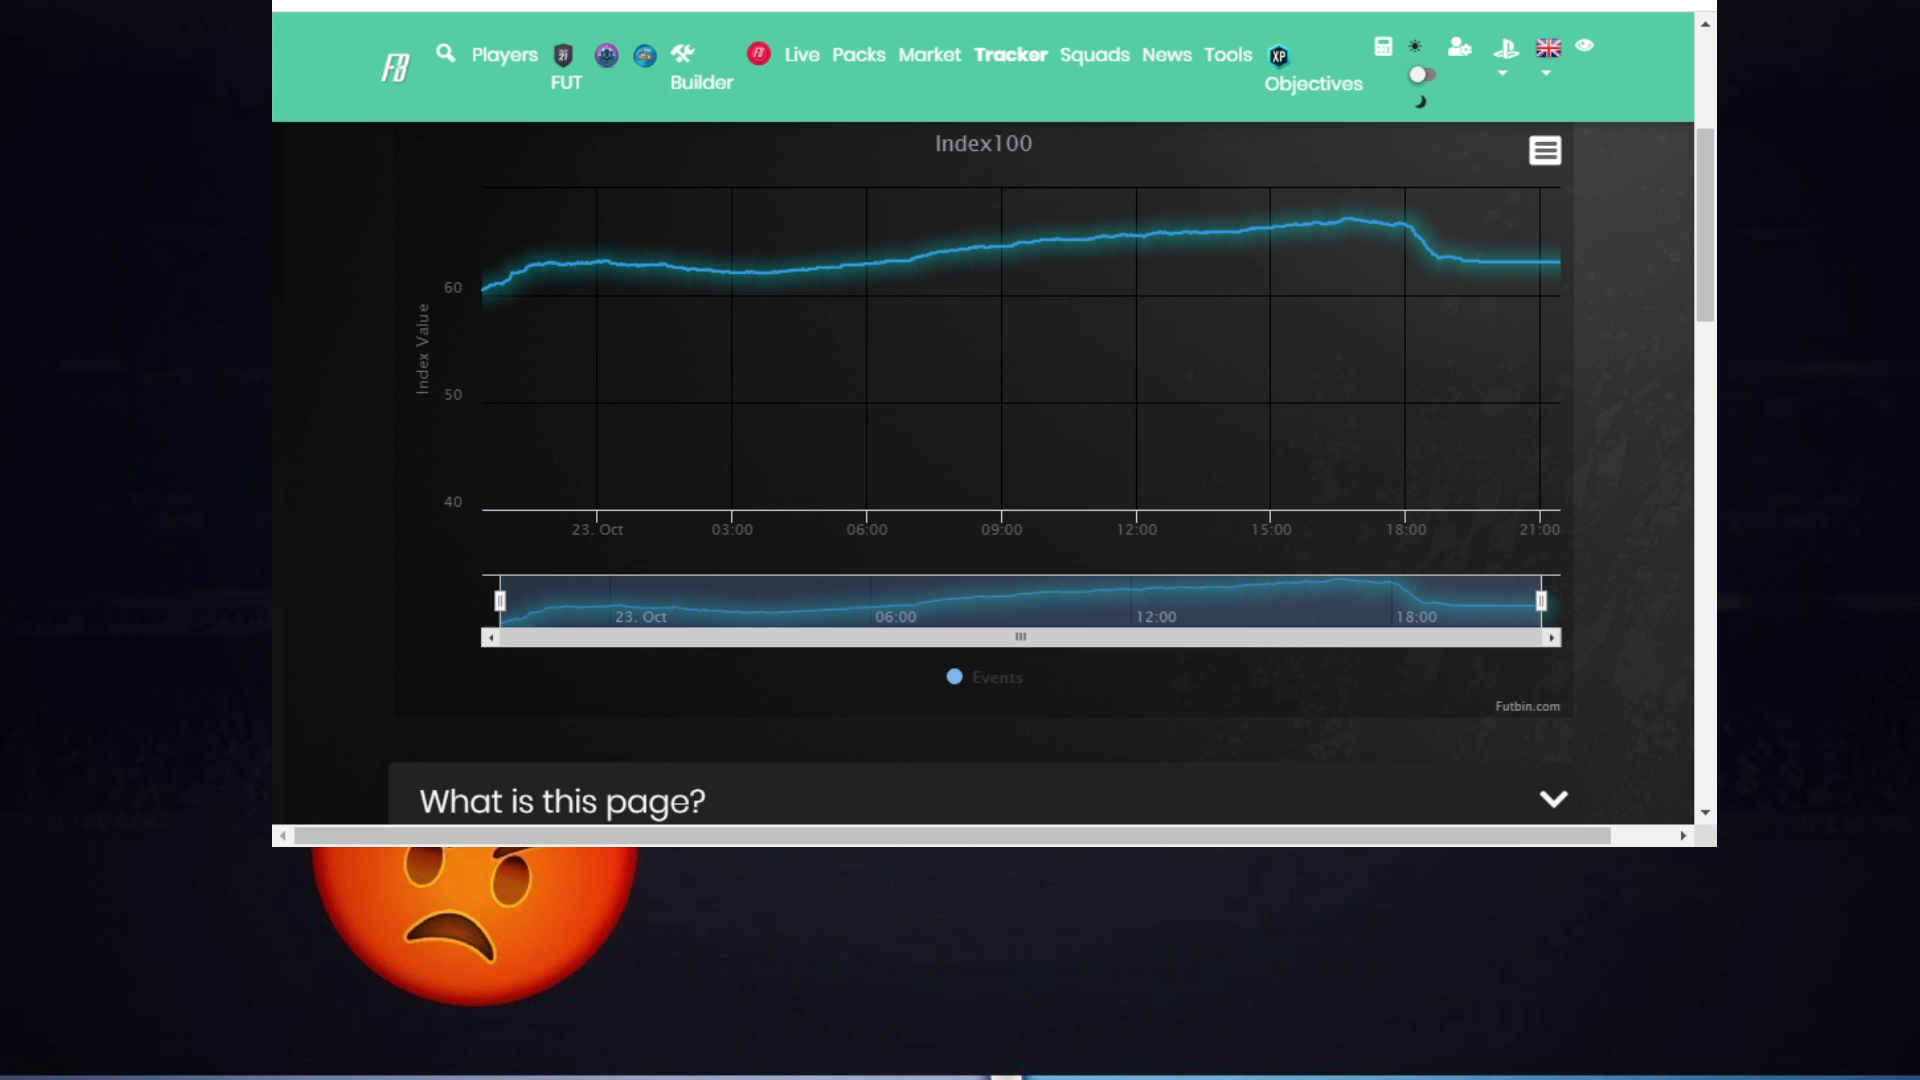 FB
Players FUT Builder Live Packs Market Tracker Squads News Tools XP Objectives
Index100
Index Value
60
50
40
23. Oct 03:00 06:00 09:00 12:00 15:00 18:00 21:00
23. Oct 06:00 12:00 18:00
Events
Futbin.com
What is this page?